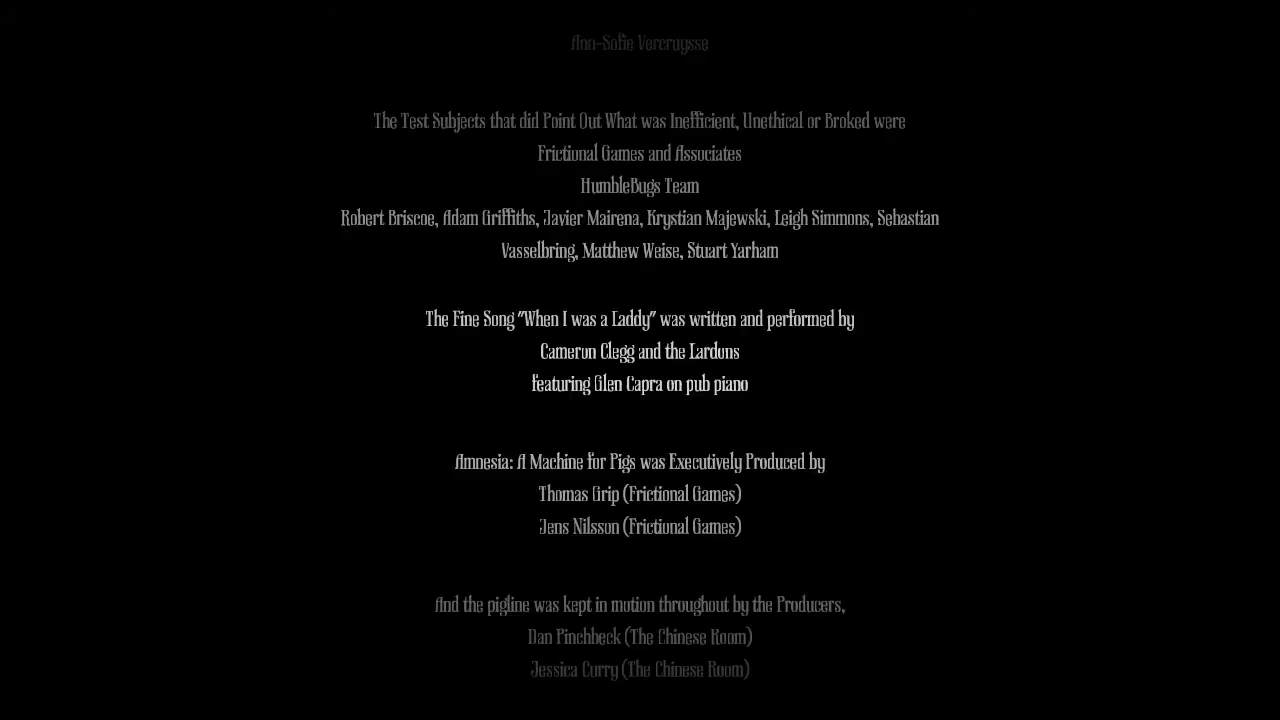 Ann-Sofie Vercruysse
The Test Subjects that did Point Out What was Inefficient, Unethical or Broked were
Frictional Games and Associates
HumbleBugs Team
Robert Briscoe, Adam Griffiths, Javier Mairena, Krystian Majewski, Leigh Simmons, Sebastian
Vasselbring, Matthew Weise, Stuart Yarham
The Fine Song "When I was a Laddy" was written and performed by
Cameron Clegg and the Lardons
featuring Glen Capra on pub piano
Amnesia: A Machine for Pigs was Executively Produced by
Thomas Grip (Frictional Games)
Jens Nilsson (Frictional Games)
And the pigline was kept in motion throughout by the Producers,
Dan Pinchbeck (The Chinese Room)
Jessica Curry (The Chinese Room)